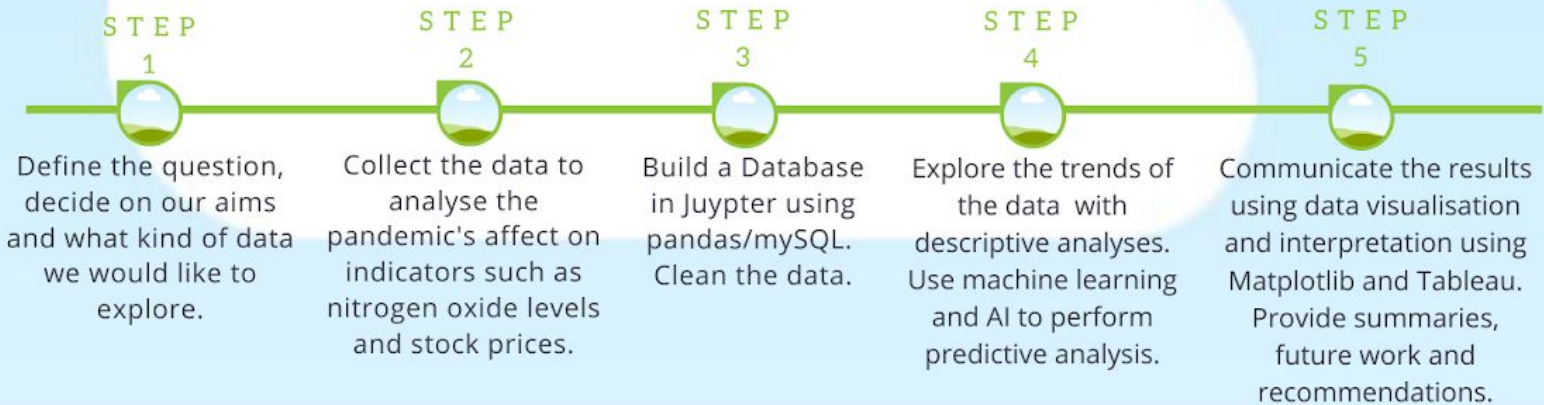 STEP
1
Define the question,
decide on our aims
and what kind of data
we would like to
explore.
STEP
2
Collect the data to
analyse the
pandemic's affect on
indicators such as
nitrogen oxide levels
and stock prices.
STEP
3
Build a Database
in Juypter using
pandas/mySQL.
Clean the data.
STEP
4
Explore the trends of
the data with
descriptive analyses.
Use machine learning
and AI to perform
predictive analysis.
STEP
5
Communicate the results
using data visualisation
and interpretation using
Matplotlib and Tableau.
Provide summaries,
future work and
recommendations.